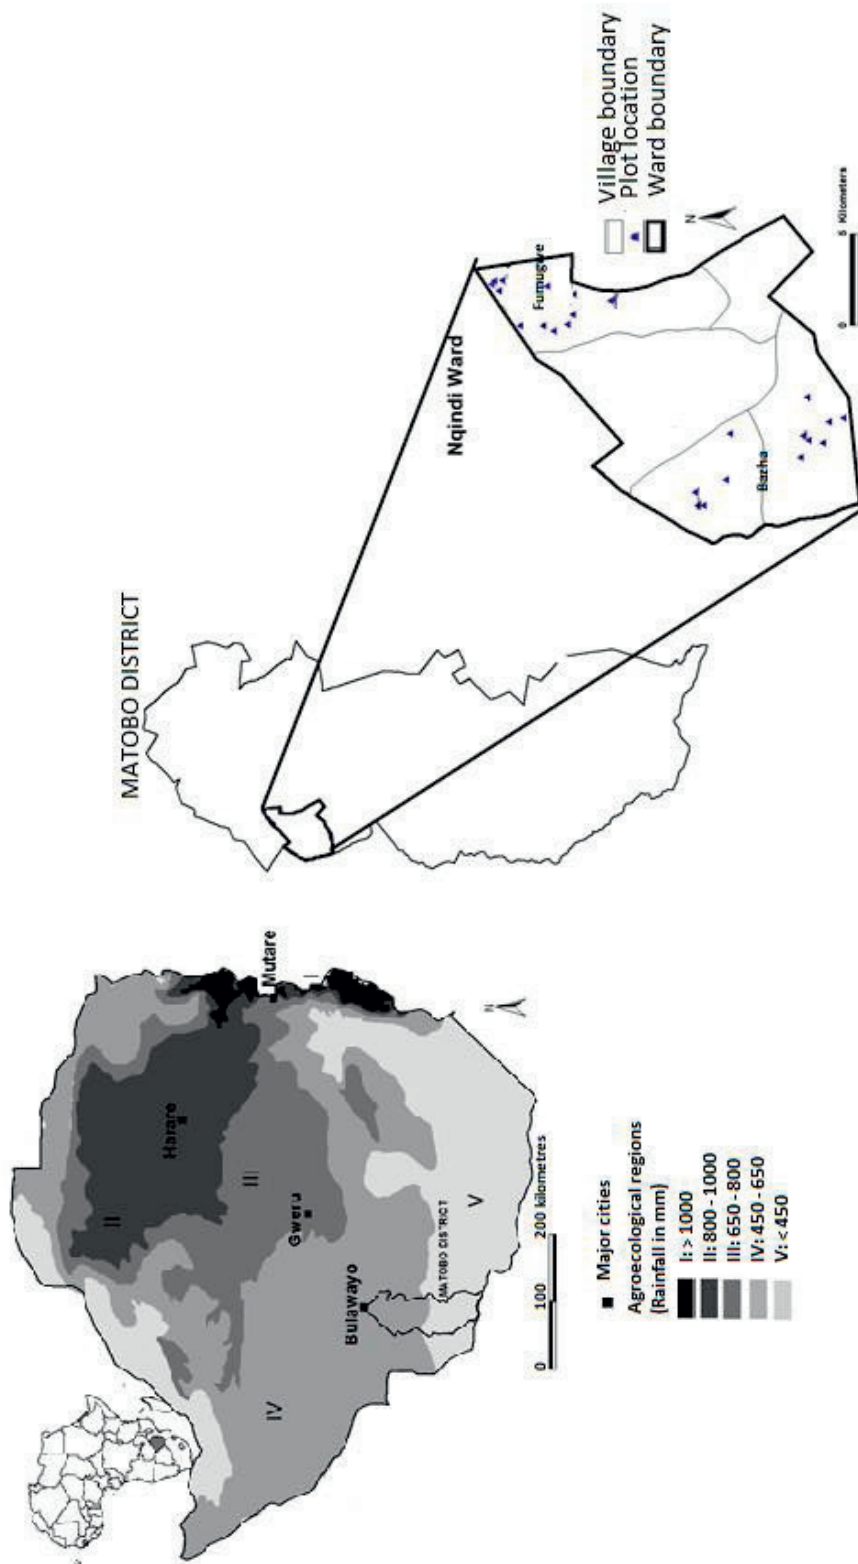 MATOBO DISTRICT
Nqindi Ward
Fumugwe
Bazha
Village boundary
Plot location
Ward boundary
N
0 5 Kilometers
Harare
Mutare
Gweru
Bulawayo
MATOBO DISTRICT
I
II
III
IV
V
N
0 100 200 kilometres
Major cities
Agroecological regions
(Rainfall in mm)
I: > 1000
II: 800 - 1000
III: 650 - 800
IV: 450 - 650
V: < 450